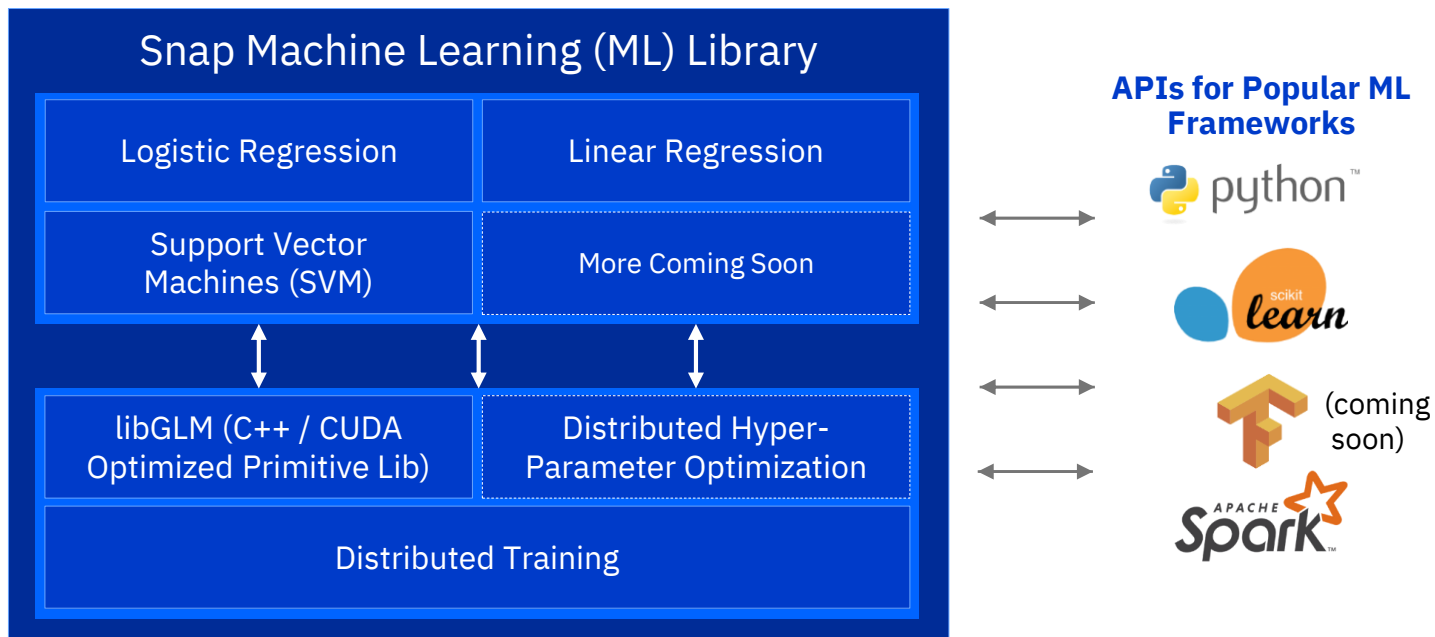 Snap Machine Learning (ML) Library
Logistic Regression
Linear Regression
Support Vector
Machines (SVM)
More Coming Soon
libGLM (C++ / CUDA
Optimized Primitive Lib)
Distributed Hyper-
Parameter Optimization
Distributed Training
APIs for Popular ML
Frameworks
python™
scikit
learn
(coming
soon)
APACHE
Spark™